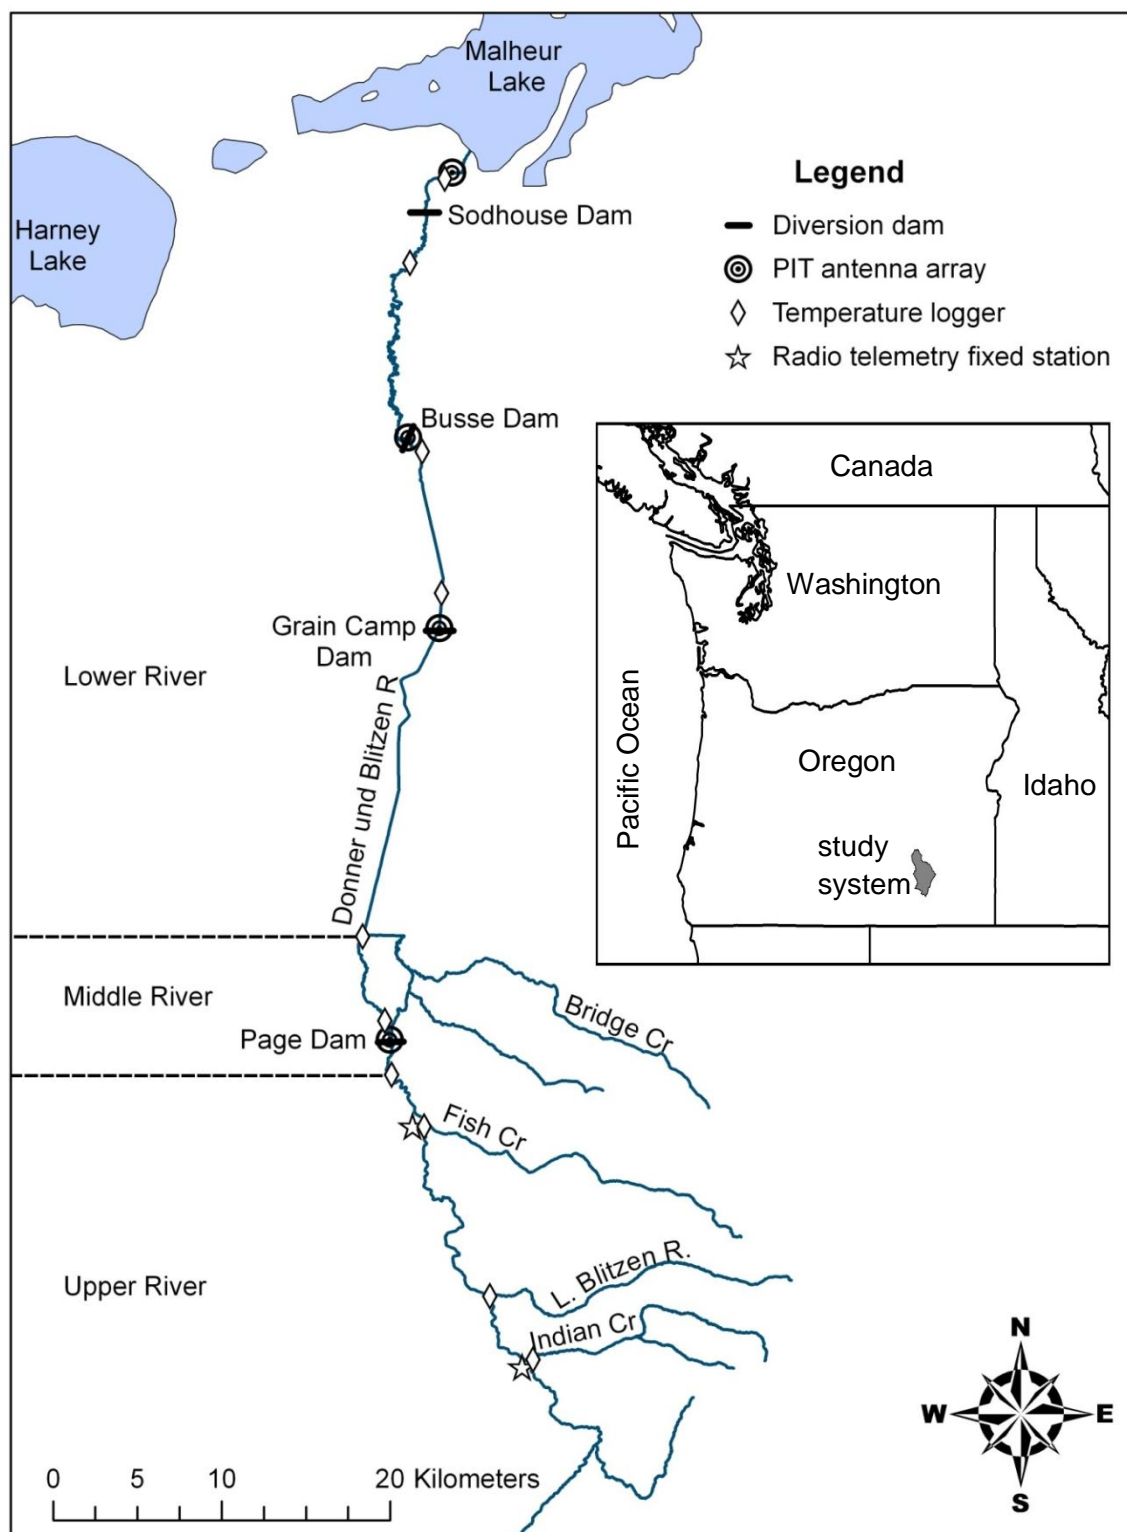 Malheur
Lake
Harney
Lake
Sodhouse Dam
Legend
Diversion dam
PIT antenna array
Temperature logger
Radio telemetry fixed station
Busse Dam
Canada
Washington
Pacific Ocean
Oregon
Idaho
study
system
Grain Camp
Dam
Lower River
Donner und Blitzen R
Middle River
Bridge Cr
Page Dam
Fish Cr
Upper River
L. Blitzen R.
Indian Cr
N
W
E
S
0
5
10
20 Kilometers